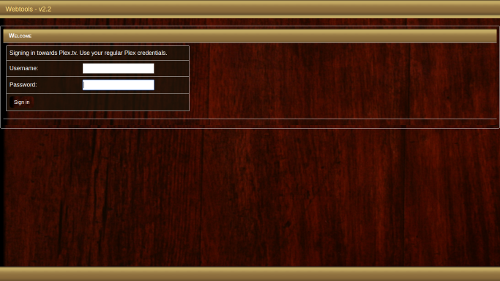 Webtools - v2.2
Welcome
Signing in towards Plex.tv. Use your regular Plex credentials.
Username:
Password:
Sign in